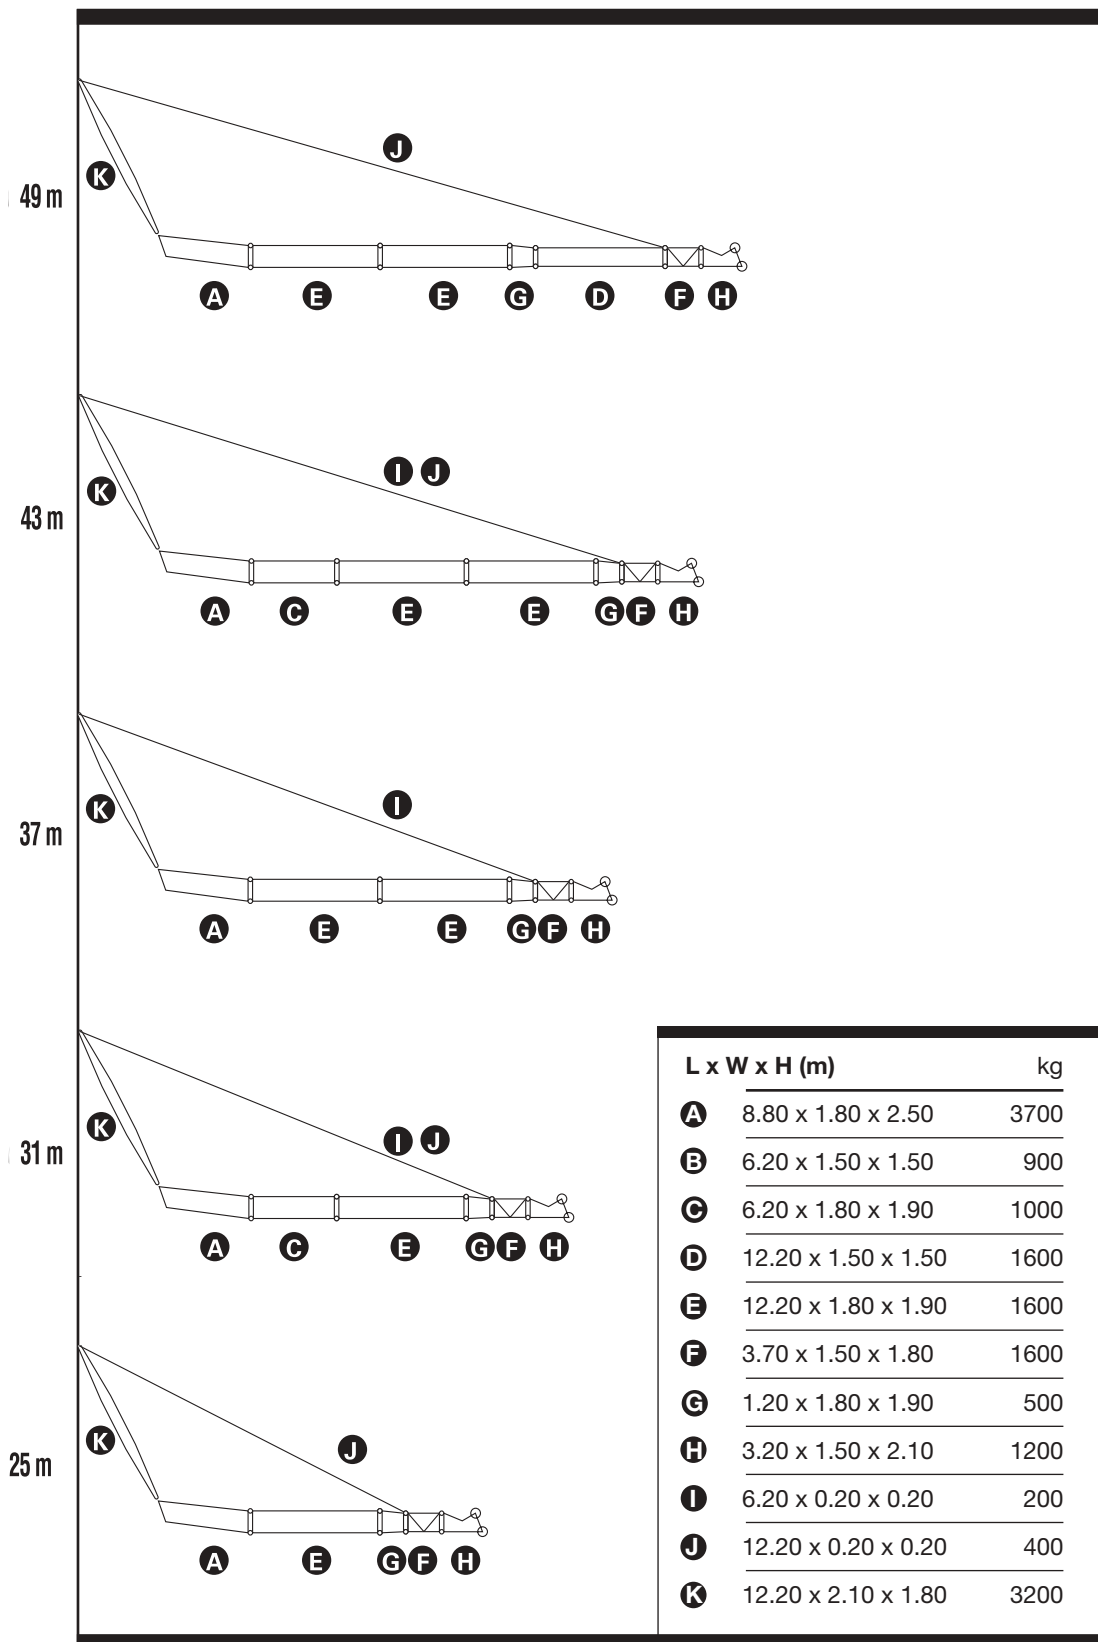 J
K
49 m
A E E G D F H
I J
K
43 m
A C E E G F H
I
K
37 m
A E E G F H
K
I J
31 m
A C E G F H
K
J
25 m
A E G F H
L x W x H (m) kg
A 8.80 x 1.80 x 2.50 3700
B 6.20 x 1.50 x 1.50 900
C 6.20 x 1.80 x 1.90 1000
D 12.20 x 1.50 x 1.50 1600
E 12.20 x 1.80 x 1.90 1600
F 3.70 x 1.50 x 1.80 1600
G 1.20 x 1.80 x 1.90 500
H 3.20 x 1.50 x 2.10 1200
I 6.20 x 0.20 x 0.20 200
J 12.20 x 0.20 x 0.20 400
K 12.20 x 2.10 x 1.80 3200